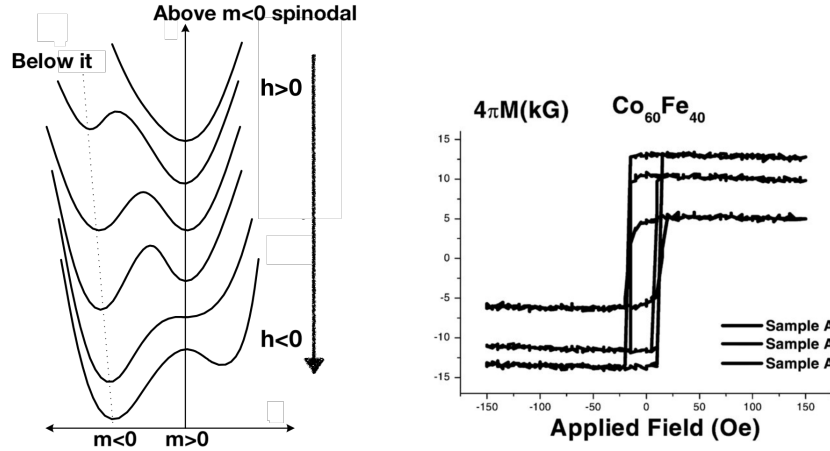 Above m<0 spinodal
Below it
h>0
h<0
m<0 m>0
4πM(kG) Co60Fe40
15
10
5
0
-5
-10
-15
Sample A
Sample A
Sample A
-150 -100 -50 0 50 100 150
Applied Field (Oe)